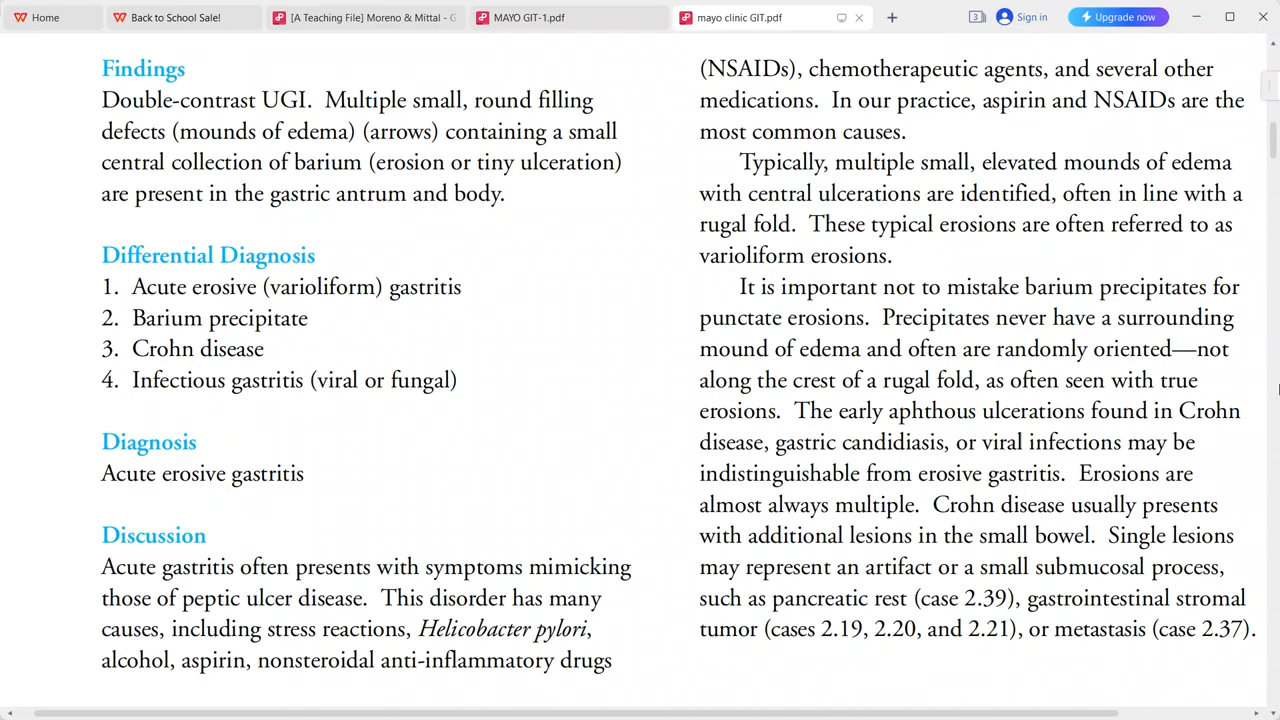 Home
Back to School Sale!
[A Teaching File] Moreno & Mittal - G
MAYO GIT-1.pdf
mayo clinic GIT.pdf
3
Sign in
Upgrade now
Findings
Double-contrast UGI. Multiple small, round filling
defects (mounds of edema) (arrows) containing a small
central collection of barium (erosion or tiny ulceration)
are present in the gastric antrum and body.
Differential Diagnosis
1. Acute erosive (varioliform) gastritis
2. Barium precipitate
3. Crohn disease
4. Infectious gastritis (viral or fungal)
Diagnosis
Acute erosive gastritis
Discussion
Acute gastritis often presents with symptoms mimicking
those of peptic ulcer disease. This disorder has many
causes, including stress reactions, Helicobacter pylori,
alcohol, aspirin, nonsteroidal anti-inflammatory drugs
(NSAIDs), chemotherapeutic agents, and several other
medications. In our practice, aspirin and NSAIDs are the
most common causes.
Typically, multiple small, elevated mounds of edema
with central ulcerations are identified, often in line with a
rugal fold. These typical erosions are often referred to as
varioliform erosions.
It is important not to mistake barium precipitates for
punctate erosions. Precipitates never have a surrounding
mound of edema and often are randomly oriented—not
along the crest of a rugal fold, as often seen with true
erosions. The early aphthous ulcerations found in Crohn
disease, gastric candidiasis, or viral infections may be
indistinguishable from erosive gastritis. Erosions are
almost always multiple. Crohn disease usually presents
with additional lesions in the small bowel. Single lesions
may represent an artifact or a small submucosal process,
such as pancreatic rest (case 2.39), gastrointestinal stromal
tumor (cases 2.19, 2.20, and 2.21), or metastasis (case 2.37).